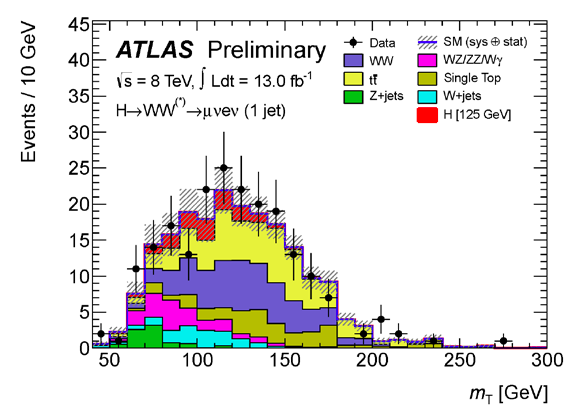 ATLAS Preliminary
√s = 8 TeV, ∫ Ldt = 13.0 fb⁻¹
H→WW⁽*⁾→μνeν (1 jet)
Data
SM (sys ⊕ stat)
WW
WZ/ZZ/Wγ
tt̄
Single Top
Z+jets
W+jets
H [125 GeV]
Events / 10 GeV
45
40
35
30
25
20
15
10
5
0
50 100 150 200 250 300
m_T [GeV]